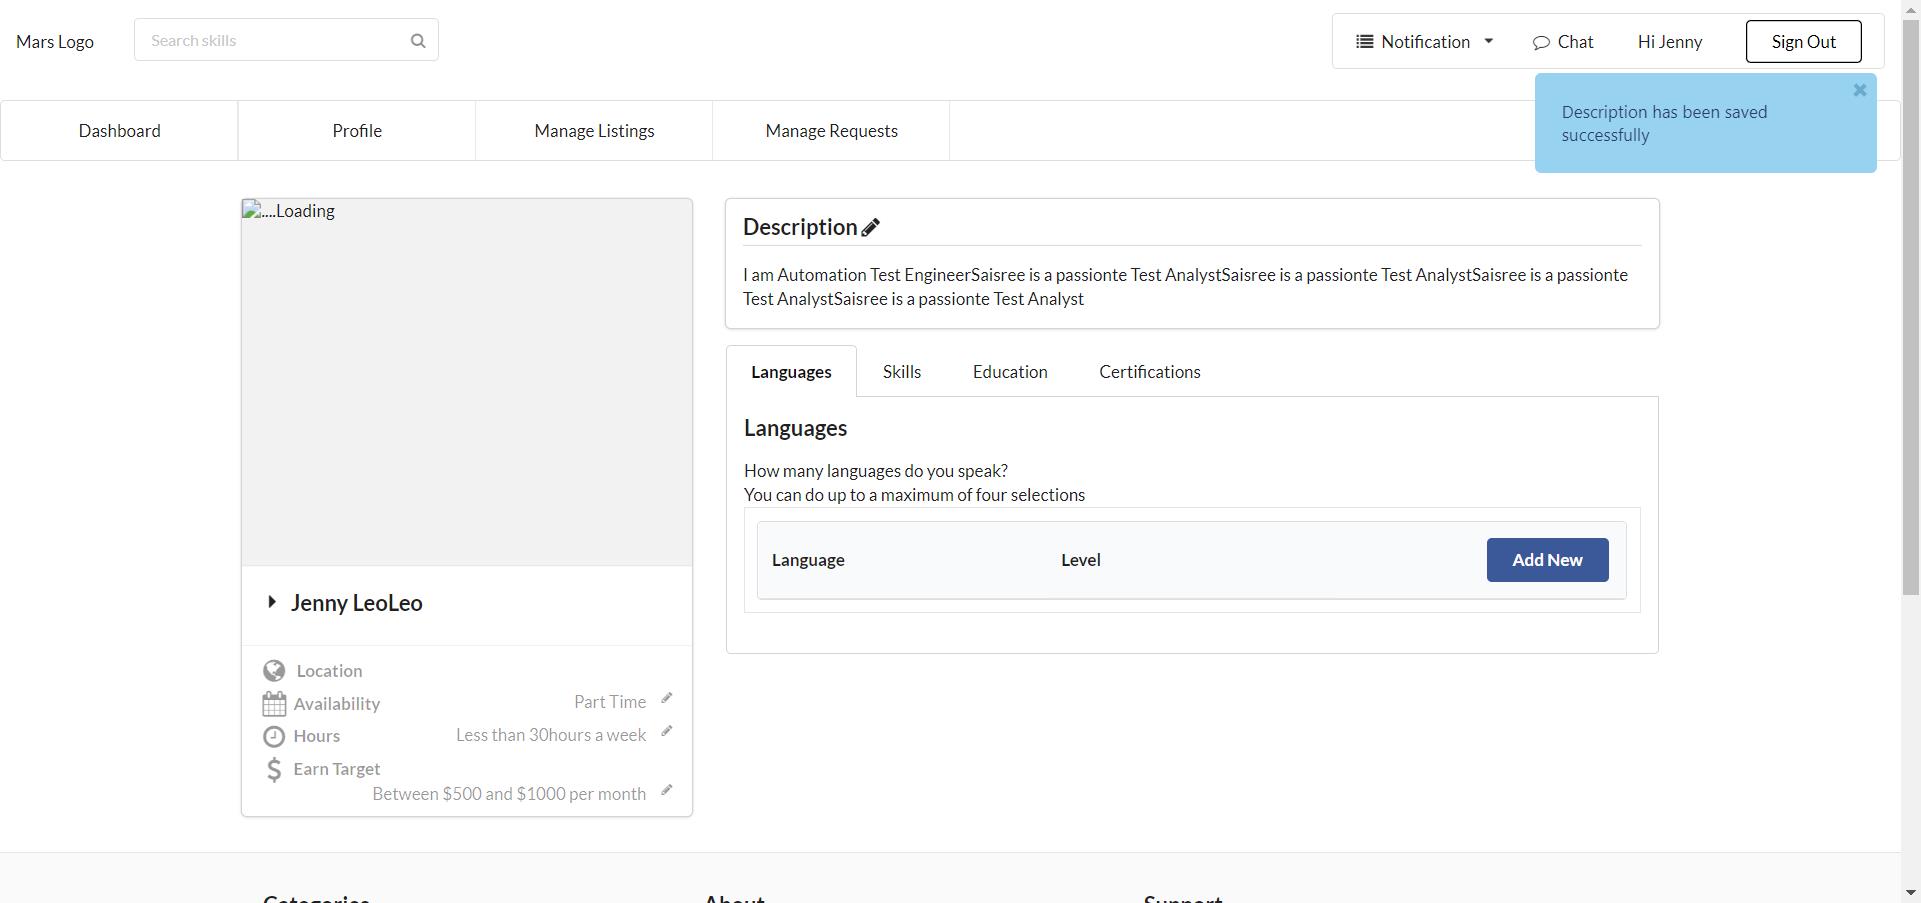 Mars Logo
Search skills
Notification
Chat
Hi Jenny
Sign Out
Description has been saved
successfully
Dashboard
Profile
Manage Listings
Manage Requests
....Loading
Description
I am Automation Test EngineerSaisree is a passionte Test AnalystSaisree is a passionte Test AnalystSaisree is a passionte
Test AnalystSaisree is a passionte Test Analyst
Languages
Skills
Education
Certifications
Languages
How many languages do you speak?
You can do up to a maximum of four selections
Language
Level
Add New
Jenny LeoLeo
Location
Availability
Part Time
Hours
Less than 30hours a week
Earn Target
Between $500 and $1000 per month
Categories
About
Support